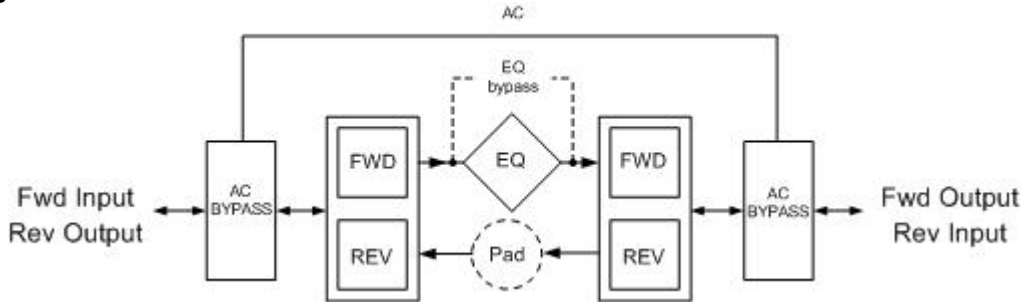 AC
EQ
bypass
FWD
EQ
FWD
AC
BYPASS
AC
BYPASS
Fwd Input
Rev Output
Fwd Output
Rev Input
REV
Pad
REV